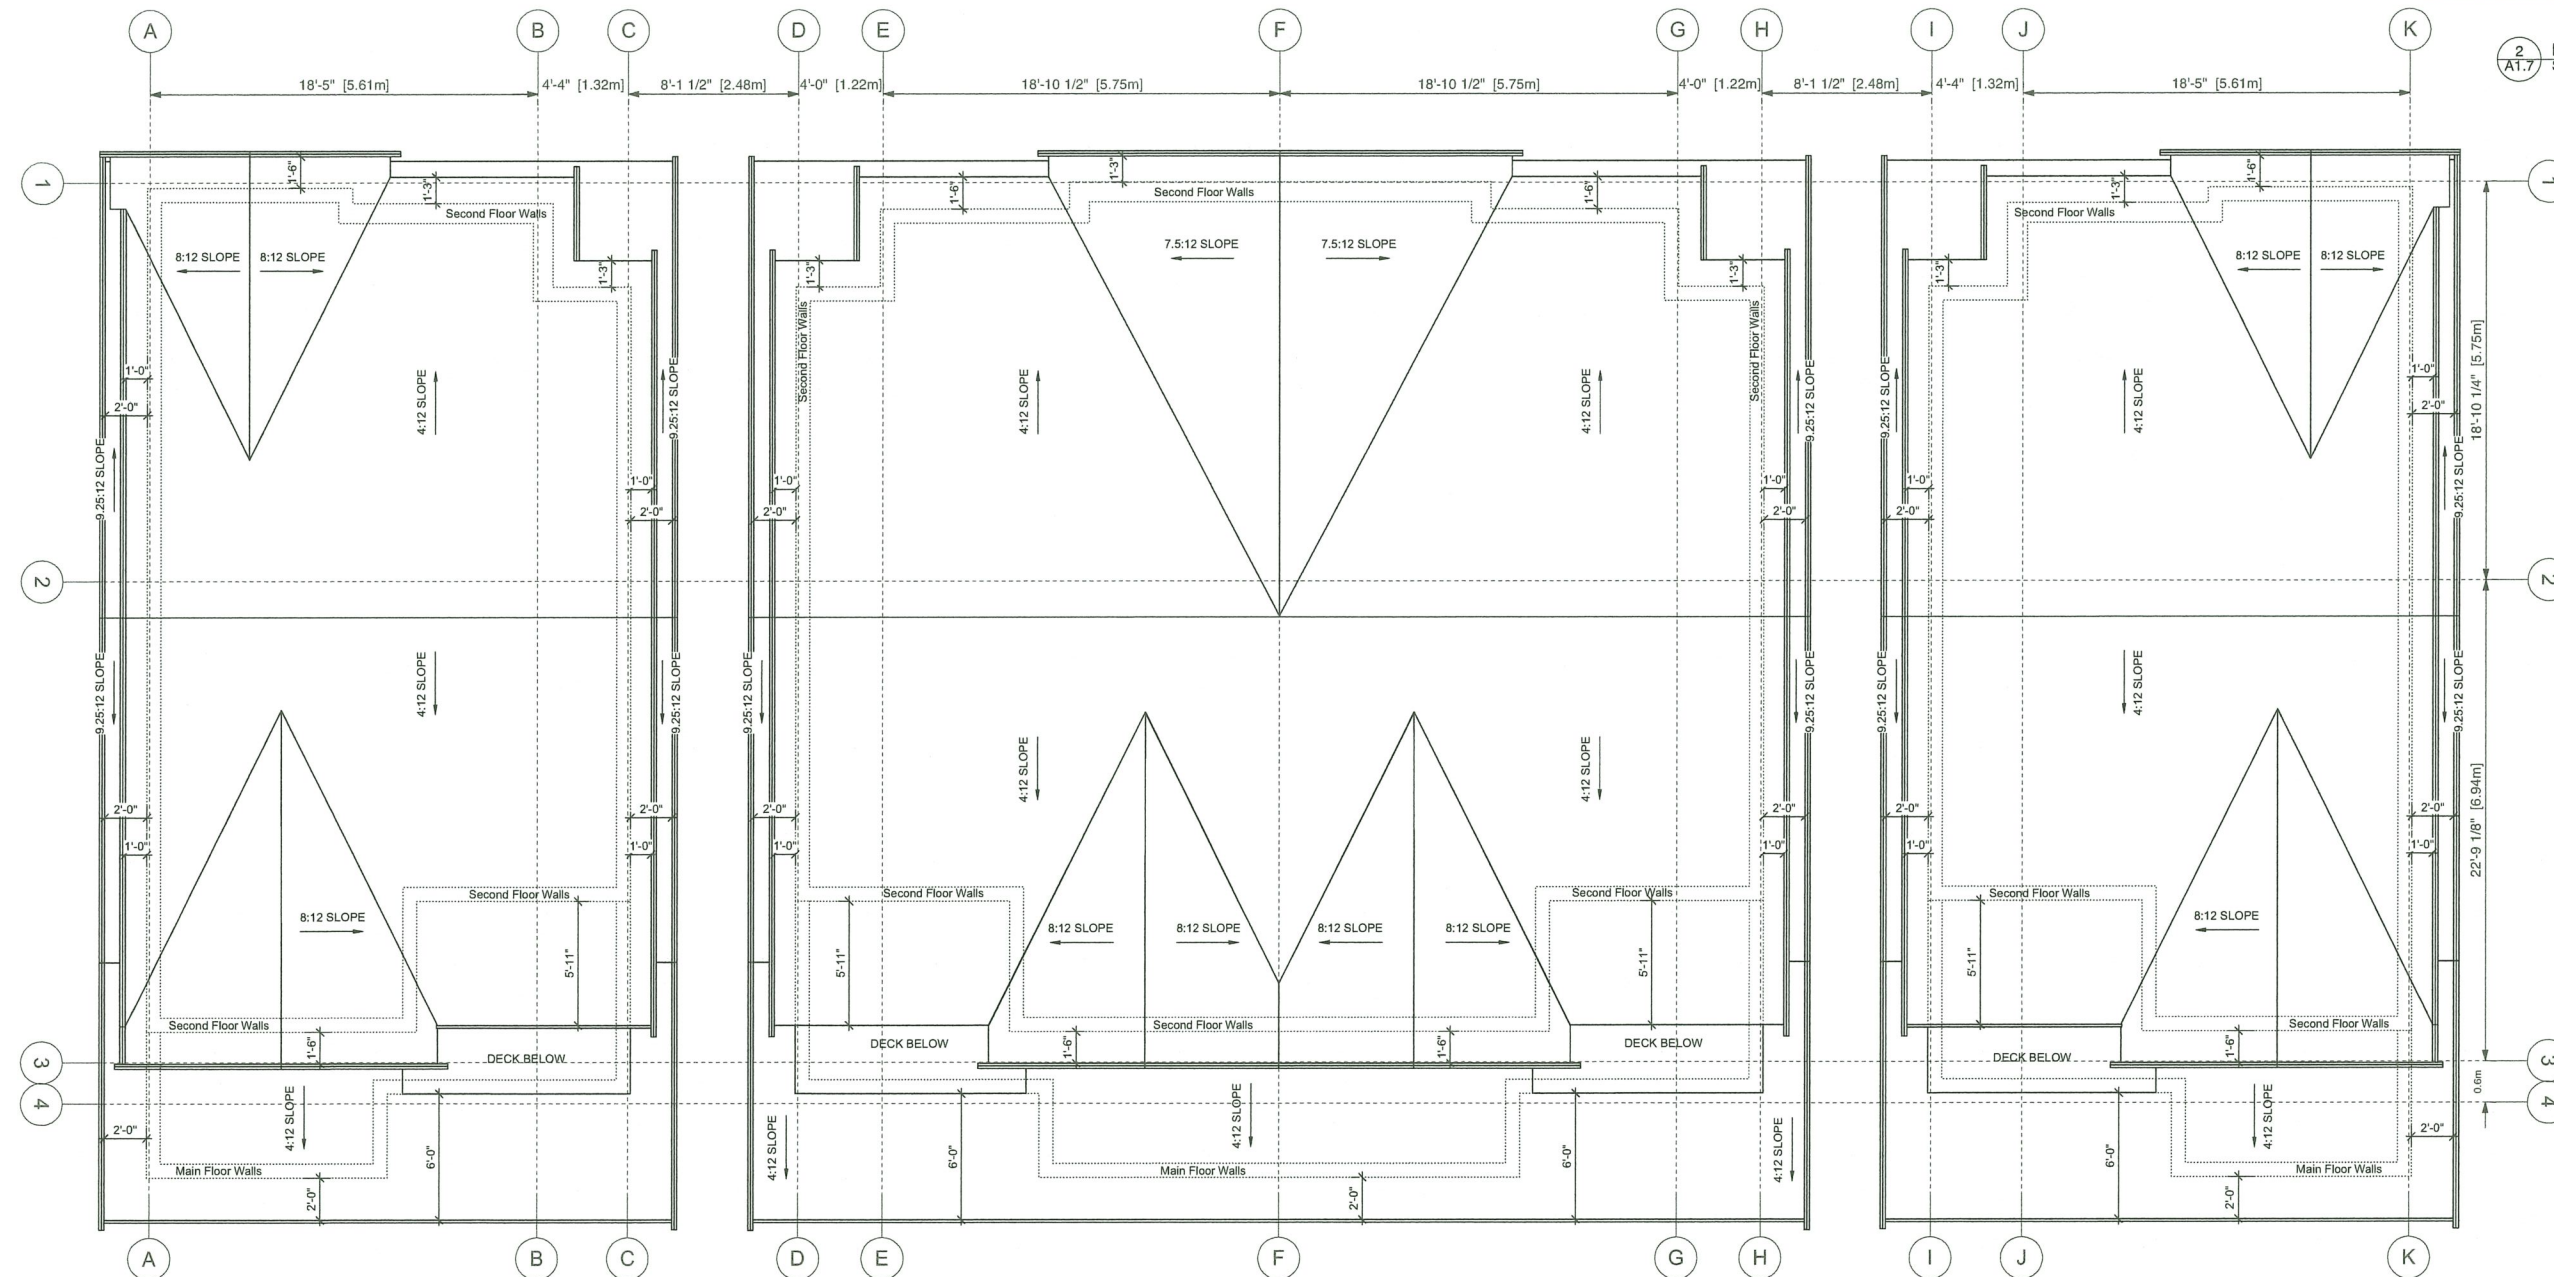 A B C D E F G H I J K
2
A1.7
18'-5" [5.61m] 4'-4" [1.32m] 8'-1 1/2" [2.48m] 4'-0" [1.22m] 18'-10 1/2" [5.75m] 18'-10 1/2" [5.75m] 4'-0" [1.22m] 8'-1 1/2" [2.48m] 4'-4" [1.32m] 18'-5" [5.61m]
1 1'-6" 1'-3" 1'-3" 1'-6" 1'-6" 1'-3" 1'-6" 1
Second Floor Walls Second Floor Walls Second Floor Walls
8:12 SLOPE 8:12 SLOPE 7.5:12 SLOPE 7.5:12 SLOPE 8:12 SLOPE 8:12 SLOPE
1'-3" 1'-3" 1'-3" 1'-3"
Second Floor Walls Second Floor Walls
1'-0" 1'-0"
2'-0" 2'-0"
4:12 SLOPE 4:12 SLOPE 4:12 SLOPE 4:12 SLOPE
9.25:12 SLOPE 9.25:12 SLOPE 9.25:12 SLOPE 9.25:12 SLOPE 9.25:12 SLOPE
18'-10 1/4" [5.75m]
1'-0" 1'-0" 1'-0" 1'-0"
2'-0" 2'-0" 2'-0" 2'-0"
2 2
9.25:12 SLOPE 4:12 SLOPE 9.25:12 SLOPE 9.25:12 SLOPE 4:12 SLOPE 4:12 SLOPE 9.25:12 SLOPE 9.25:12 SLOPE 4:12 SLOPE 9.25:12 SLOPE
2'-0" 2'-0" 2'-0" 2'-0" 2'-0" 2'-0"
1'-0" 1'-0" 1'-0" 1'-0" 1'-0" 1'-0"
22'-9 1/8" [6.94m]
Second Floor Walls Second Floor Walls Second Floor Walls Second Floor Walls
8:12 SLOPE 8:12 SLOPE 8:12 SLOPE 8:12 SLOPE 8:12 SLOPE 8:12 SLOPE
5'-11" 5'-11" 5'-11" 5'-11"
Second Floor Walls Second Floor Walls Second Floor Walls
1'-6" 1'-6" 1'-6" 1'-6"
DECK BELOW DECK BELOW DECK BELOW DECK BELOW
3 3
0.6m
4 4
4:12 SLOPE 4:12 SLOPE 4:12 SLOPE 4:12 SLOPE 4:12 SLOPE
2'-0" 2'-0"
6'-0" 6'-0" 6'-0" 6'-0"
Main Floor Walls Main Floor Walls Main Floor Walls
2'-0" 2'-0" 2'-0"
A B C D E F G H I J K